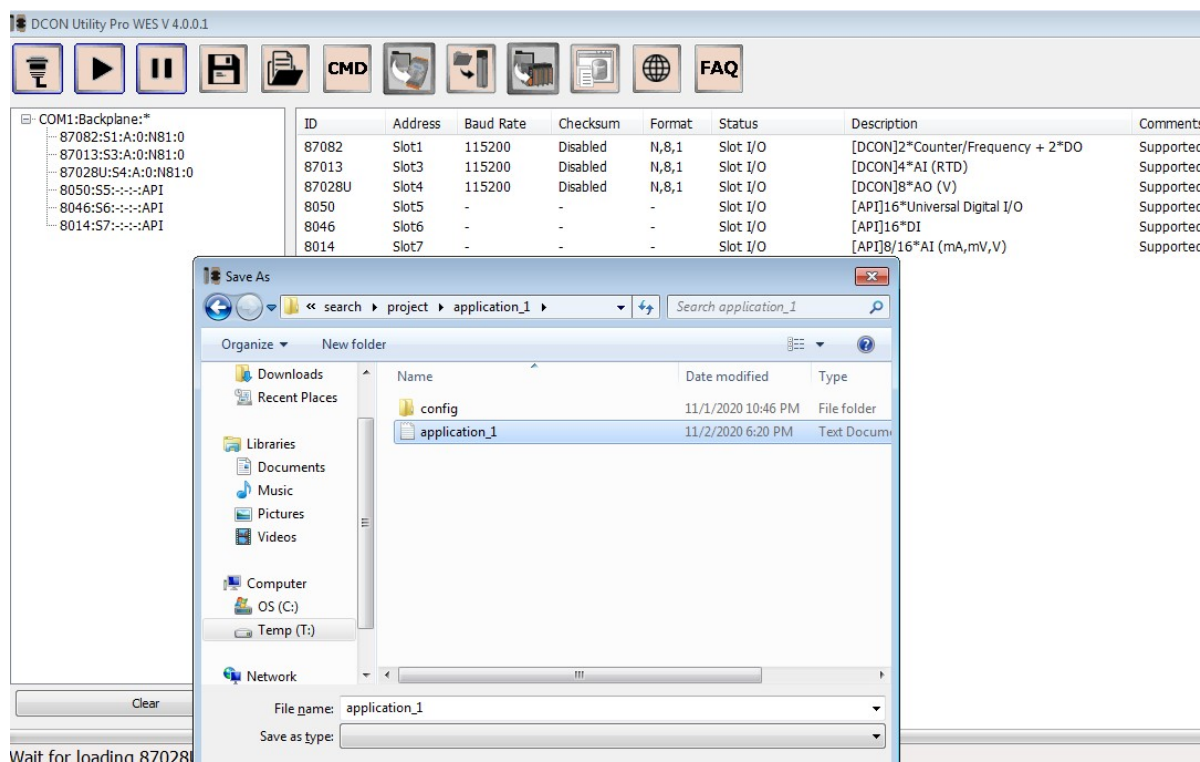 DCON Utility Pro WES V 4.0.0.1
CMD
FAQ
COM1:Backplane:*
87082:S1:A:0:N81:0
87013:S3:A:0:N81:0
87028U:S4:A:0:N81:0
8050:S5:-:-:-:API
8046:S6:-:-:-:API
8014:S7:-:-:-:API
ID Address Baud Rate Checksum Format Status Description Comments
87082 Slot1 115200 Disabled N,8,1 Slot I/O [DCON]2*Counter/Frequency + 2*DO Supported
87013 Slot3 115200 Disabled N,8,1 Slot I/O [DCON]4*AI (RTD) Supported
87028U Slot4 115200 Disabled N,8,1 Slot I/O [DCON]8*AO (V) Supported
8050 Slot5 - - - Slot I/O [API]16*Universal Digital I/O Supported
8046 Slot6 - - - Slot I/O [API]16*DI Supported
8014 Slot7 - - - Slot I/O [API]8/16*AI (mA,mV,V) Supported
Save As
« search project application_1
Search application_1
Organize New folder
Downloads
Recent Places
Libraries
Documents
Music
Pictures
Videos
Computer
OS (C:)
Temp (T:)
Network
Name Date modified Type
config 11/1/2020 10:46 PM File folder
application_1 11/2/2020 6:20 PM Text Docume
Clear
File name: application_1
Save as type:
Wait for loading 87028